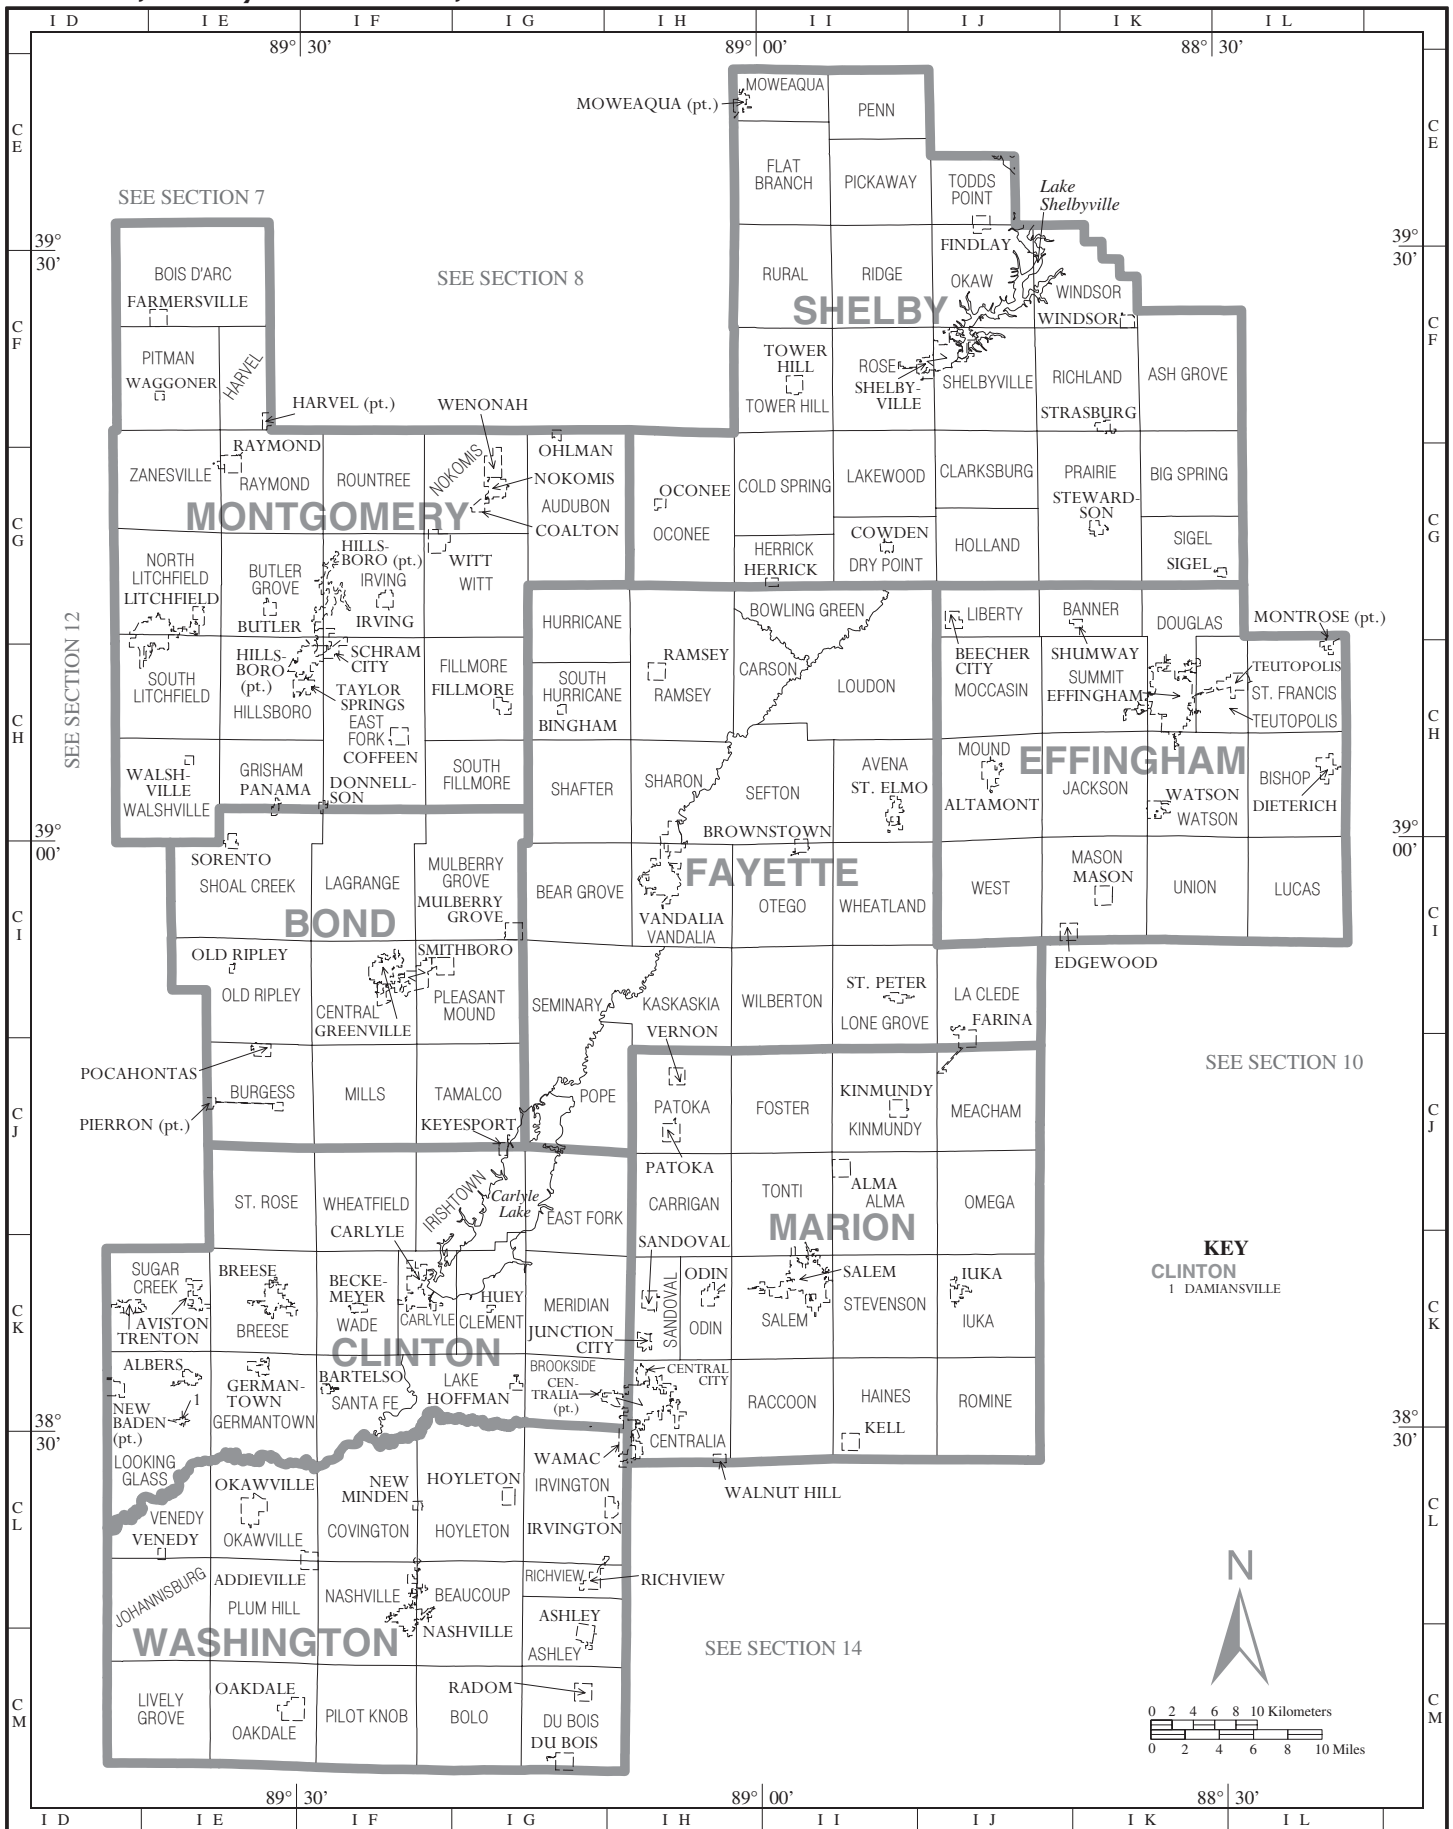 I D
I E
I F
I G
I H
I I
I J
I K
I L
89° 30'
89° 00'
88° 30'
C E
C E
MOWEAQUA
MOWEAQUA (pt.)
PENN
FLAT
BRANCH
PICKAWAY
TODDS
POINT
Lake
Shelbyville
SEE SECTION 7
39°
30'
39°
30'
FINDLAY
BOIS D'ARC
SEE SECTION 8
RURAL
RIDGE
OKAW
WINDSOR
FARMERSVILLE
SHELBY
WINDSOR
C F
C F
PITMAN
HARVEL
WAGGONER
TOWER
HILL
ROSE
SHELBY-
VILLE
SHELBYVILLE
RICHLAND
ASH GROVE
TOWER HILL
HARVEL (pt.)
WENONAH
STRASBURG
RAYMOND
OHLMAN
ZANESVILLE
RAYMOND
ROUNTREE
NOKOMIS
NOKOMIS
OCONEE
COLD SPRING
LAKEWOOD
CLARKSBURG
PRAIRIE
BIG SPRING
AUDUBON
STEWARD-
SON
MONTGOMERY
COALTON
OCONEE
COWDEN
HOLLAND
SIGEL
C G
C G
NORTH
LITCHFIELD
BUTLER
GROVE
HILLS-
BORO (pt.)
IRVING
WITT
WITT
HERRICK
HERRICK
DRY POINT
SIGEL
LITCHFIELD
BUTLER
IRVING
HURRICANE
BOWLING GREEN
LIBERTY
BANNER
DOUGLAS
MONTROSE (pt.)
SEE SECTION 12
SOUTH
LITCHFIELD
HILLS-
BORO
(pt.)
SCHRAM
CITY
FILLMORE
FILLMORE
RAMSEY
RAMSEY
CARSON
BEECHER
CITY
SHUMWAY
TEUTOPOLIS
SOUTH
HURRICANE
LOUDON
MOCCASIN
SUMMIT
EFFINGHAM
ST. FRANCIS
TAYLOR
SPRINGS
BINGHAM
TEUTOPOLIS
C H
C H
HILLSBORO
EAST
FORK
COFFEEN
WALSH-
VILLE
WALSHVILLE
GRISHAM
PANAMA
DONNELL-
SON
SOUTH
FILLMORE
SHAFTER
SHARON
SEFTON
AVENA
ST. ELMO
MOUND
ALTAMONT
EFFINGHAM
JACKSON
WATSON
WATSON
BISHOP
DIETERICH
39°
00'
39°
00'
SORENTO
SHOAL CREEK
LAGRANGE
MULBERRY
GROVE
MULBERRY
GROVE
BROWNSTOWN
BEAR GROVE
FAYETTE
OTEGO
WHEATLAND
WEST
MASON
MASON
UNION
LUCAS
C I
C I
BOND
VANDALIA
VANDALIA
EDGEWOOD
OLD RIPLEY
OLD RIPLEY
CENTRAL
GREENVILLE
SMITHBORO
PLEASANT
MOUND
SEMINARY
KASKASKIA
WILBERTON
ST. PETER
LONE GROVE
LA CLEDE
FARINA
VERNON
POCAHONTAS
SEE SECTION 10
BURGESS
MILLS
TAMALCO
POPE
PATOKA
FOSTER
KINMUNDY
KINMUNDY
MEACHAM
C J
C J
PIERRON (pt.)
KEYESPORT
PATOKA
ST. ROSE
WHEATFIELD
IRISHTOWN
Carlyle
Lake
EAST FORK
CARRIGAN
TONTI
ALMA
ALMA
OMEGA
CARLYLE
MARION
SANDOVAL
KEY
CLINTON
1 DAMIANSVILLE
SUGAR
CREEK
BREESE
BREESE
BECKE-
MEYER
WADE
CARLYLE
HUEY
CLEMENT
MERIDIAN
SANDOVAL
ODIN
ODIN
SALEM
SALEM
STEVENSON
IUKA
IUKA
C K
C K
AVISTON
TRENTON
JUNCTION
CITY
CLINTON
ALBERS
1
GERMAN-
TOWN
GERMANTOWN
BARTELSO
SANTA FE
LAKE
HOFFMAN
BROOKSIDE
CEN-
TRALIA
(pt.)
CENTRAL
CITY
RACCOON
HAINES
KELL
ROMINE
NEW
BADEN
(pt.)
38°
30'
38°
30'
CENTRALIA
WAMAC
WALNUT HILL
LOOKING
GLASS
OKAWVILLE
NEW
MINDEN
HOYLETON
IRVINGTON
VENEDY
VENEDY
OKAWVILLE
COVINGTON
HOYLETON
IRVINGTON
C L
C L
JOHANNISBURG
ADDIEVILLE
PLUM HILL
NASHVILLE
BEAUCOUP
RICHVIEW
RICHVIEW
N
NASHVILLE
ASHLEY
ASHLEY
WASHINGTON
SEE SECTION 14
LIVELY
GROVE
OAKDALE
OAKDALE
PILOT KNOB
RADOM
BOLO
DU BOIS
DU BOIS
C M
C M
0 2 4 6 8 10 Kilometers
0 2 4 6 8 10 Miles
89° 30'
89° 00'
88° 30'
I D
I E
I F
I G
I H
I I
I J
I K
I L